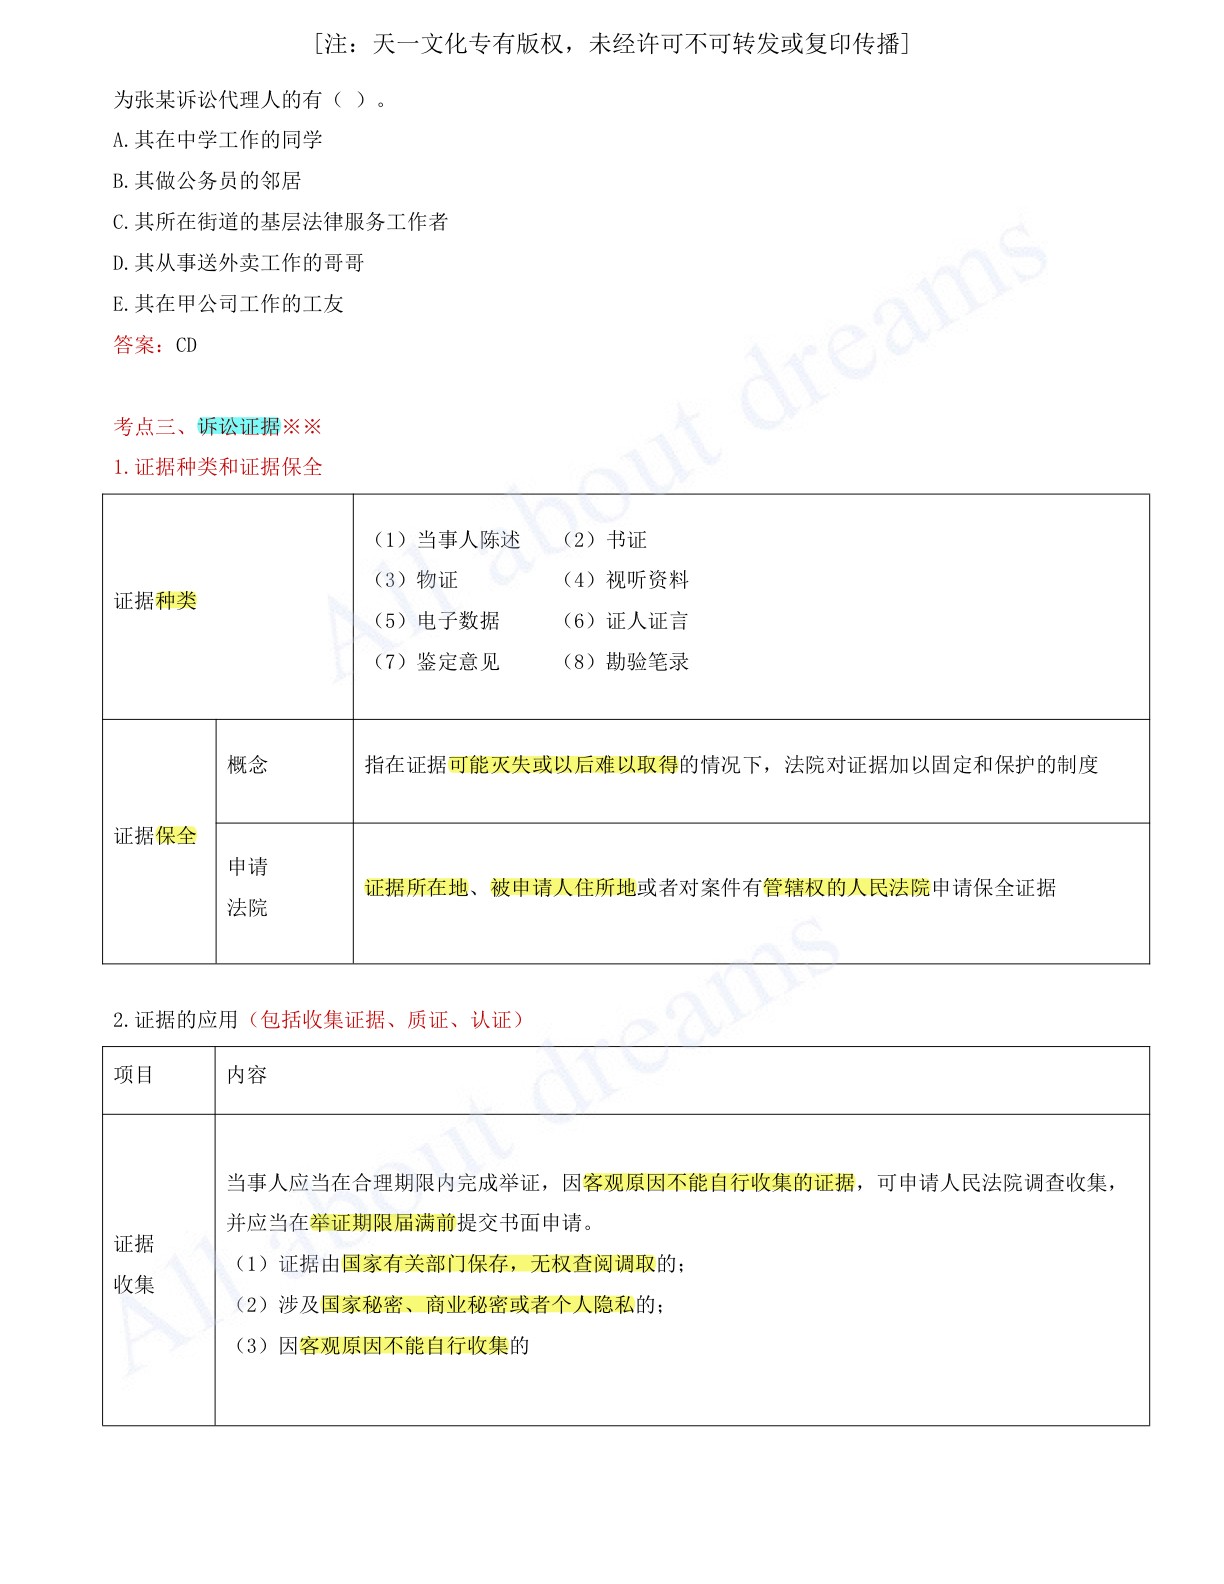 [注：天一文化专有版权，未经许可不可转发或复印传播]
为张某诉讼代理人的有（ ）。
A.其在中学工作的同学
B.其做公务员的邻居
C.其所在街道的基层法律服务工作者
D.其从事送外卖工作的哥哥
E.其在甲公司工作的工友
答案：CD
考点三、诉讼证据※※
1.证据种类和证据保全
证据种类
（1）当事人陈述 （2）书证
（3）物证 （4）视听资料
（5）电子数据 （6）证人证言
（7）鉴定意见 （8）勘验笔录
证据保全
概念
指在证据可能灭失或以后难以取得的情况下，法院对证据加以固定和保护的制度
申请
法院
证据所在地、被申请人住所地或者对案件有管辖权的人民法院申请保全证据
2.证据的应用（包括收集证据、质证、认证）
项目 内容
证据
收集
当事人应当在合理期限内完成举证，因客观原因不能自行收集的证据，可申请人民法院调查收集，
并应当在举证期限届满前提交书面申请。
（1）证据由国家有关部门保存，无权查阅调取的；
（2）涉及国家秘密、商业秘密或者个人隐私的；
（3）因客观原因不能自行收集的
All about dreams
All about dreams